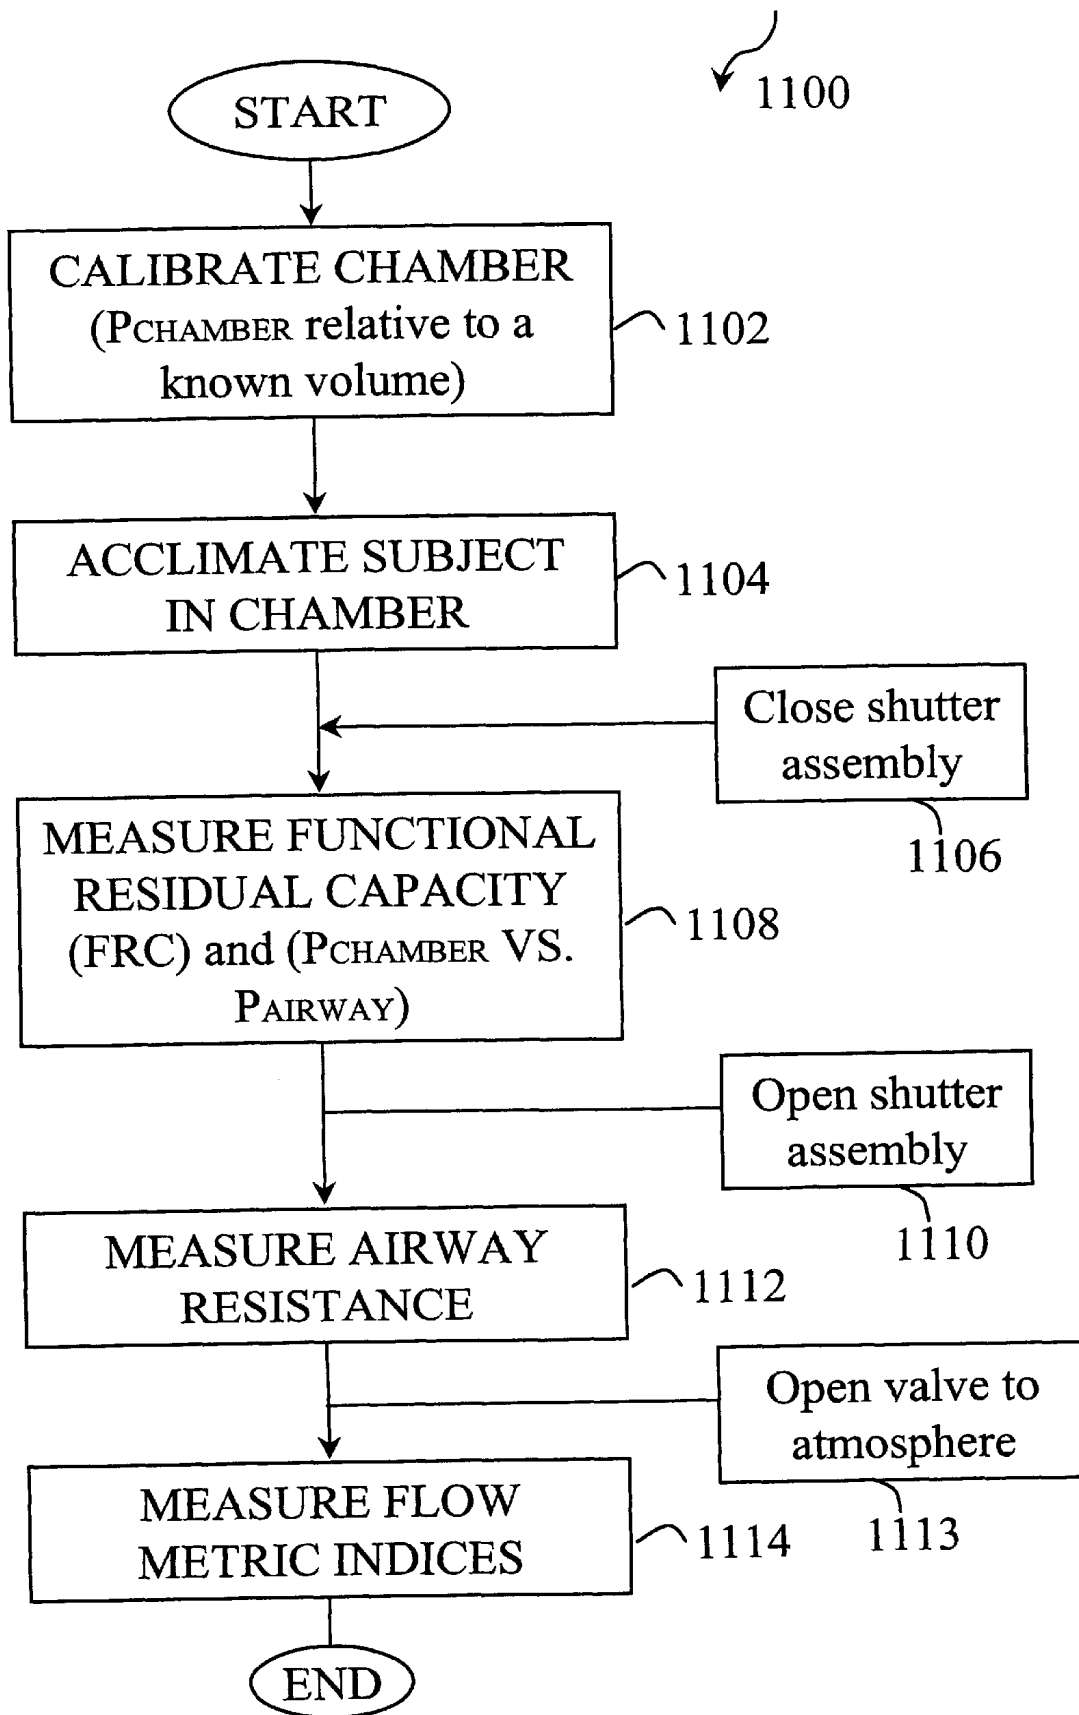 1100
START
CALIBRATE CHAMBER
(PCHAMBER relative to a
known volume)
1102
ACCLIMATE SUBJECT
IN CHAMBER
1104
Close shutter
assembly
1106
MEASURE FUNCTIONAL
RESIDUAL CAPACITY
(FRC) and (PCHAMBER VS.
PAIRWAY)
1108
Open shutter
assembly
1110
MEASURE AIRWAY
RESISTANCE
1112
Open valve to
atmosphere
1113
MEASURE FLOW
METRIC INDICES
1114
END